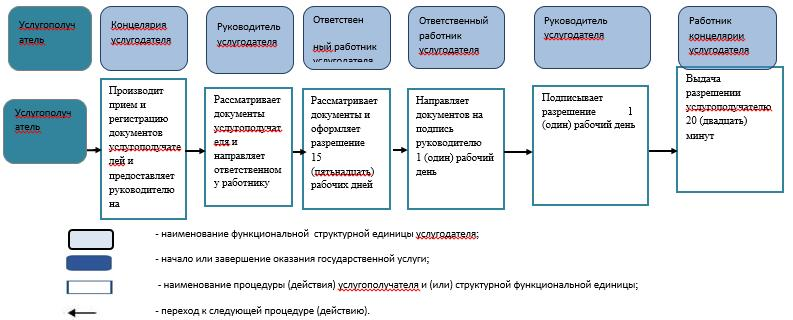 Услугополуч
атель
Концелярия
услугодателя
Руководитель
услугодателя
Ответствен
ный работник
услугодателя
Ответственный
работник
услугодателя
Руководитель
услугодателя
Работник
концелярии
услугодателя
Услугополуч
атель
Производит
прием и
регистрацию
документов
услугополучате
лей и
предоставляет
руководителю
на
Рассматривает
документы
услугополучат
еля и
направляет
ответственном
у работнику
Рассматривает
документы и
оформляет
разрешение
15
(пятьнадцать)
рабочих дней
Направляет
документов на
подпись
руководителю
1 (один) рабочий
день
Подписывает
разрешение 1
(один) рабочий день
Выдача
разрешении
услугополучателю
20 (двадцать)
минут
- наименование функциональной структурной единицы услугодателя;
- начало или завершение оказания государственной услуги;
- наименование процедуры (действия) услугополучателя и (или) структурной функциональной единицы;
- переход к следующей процедуре (действию).